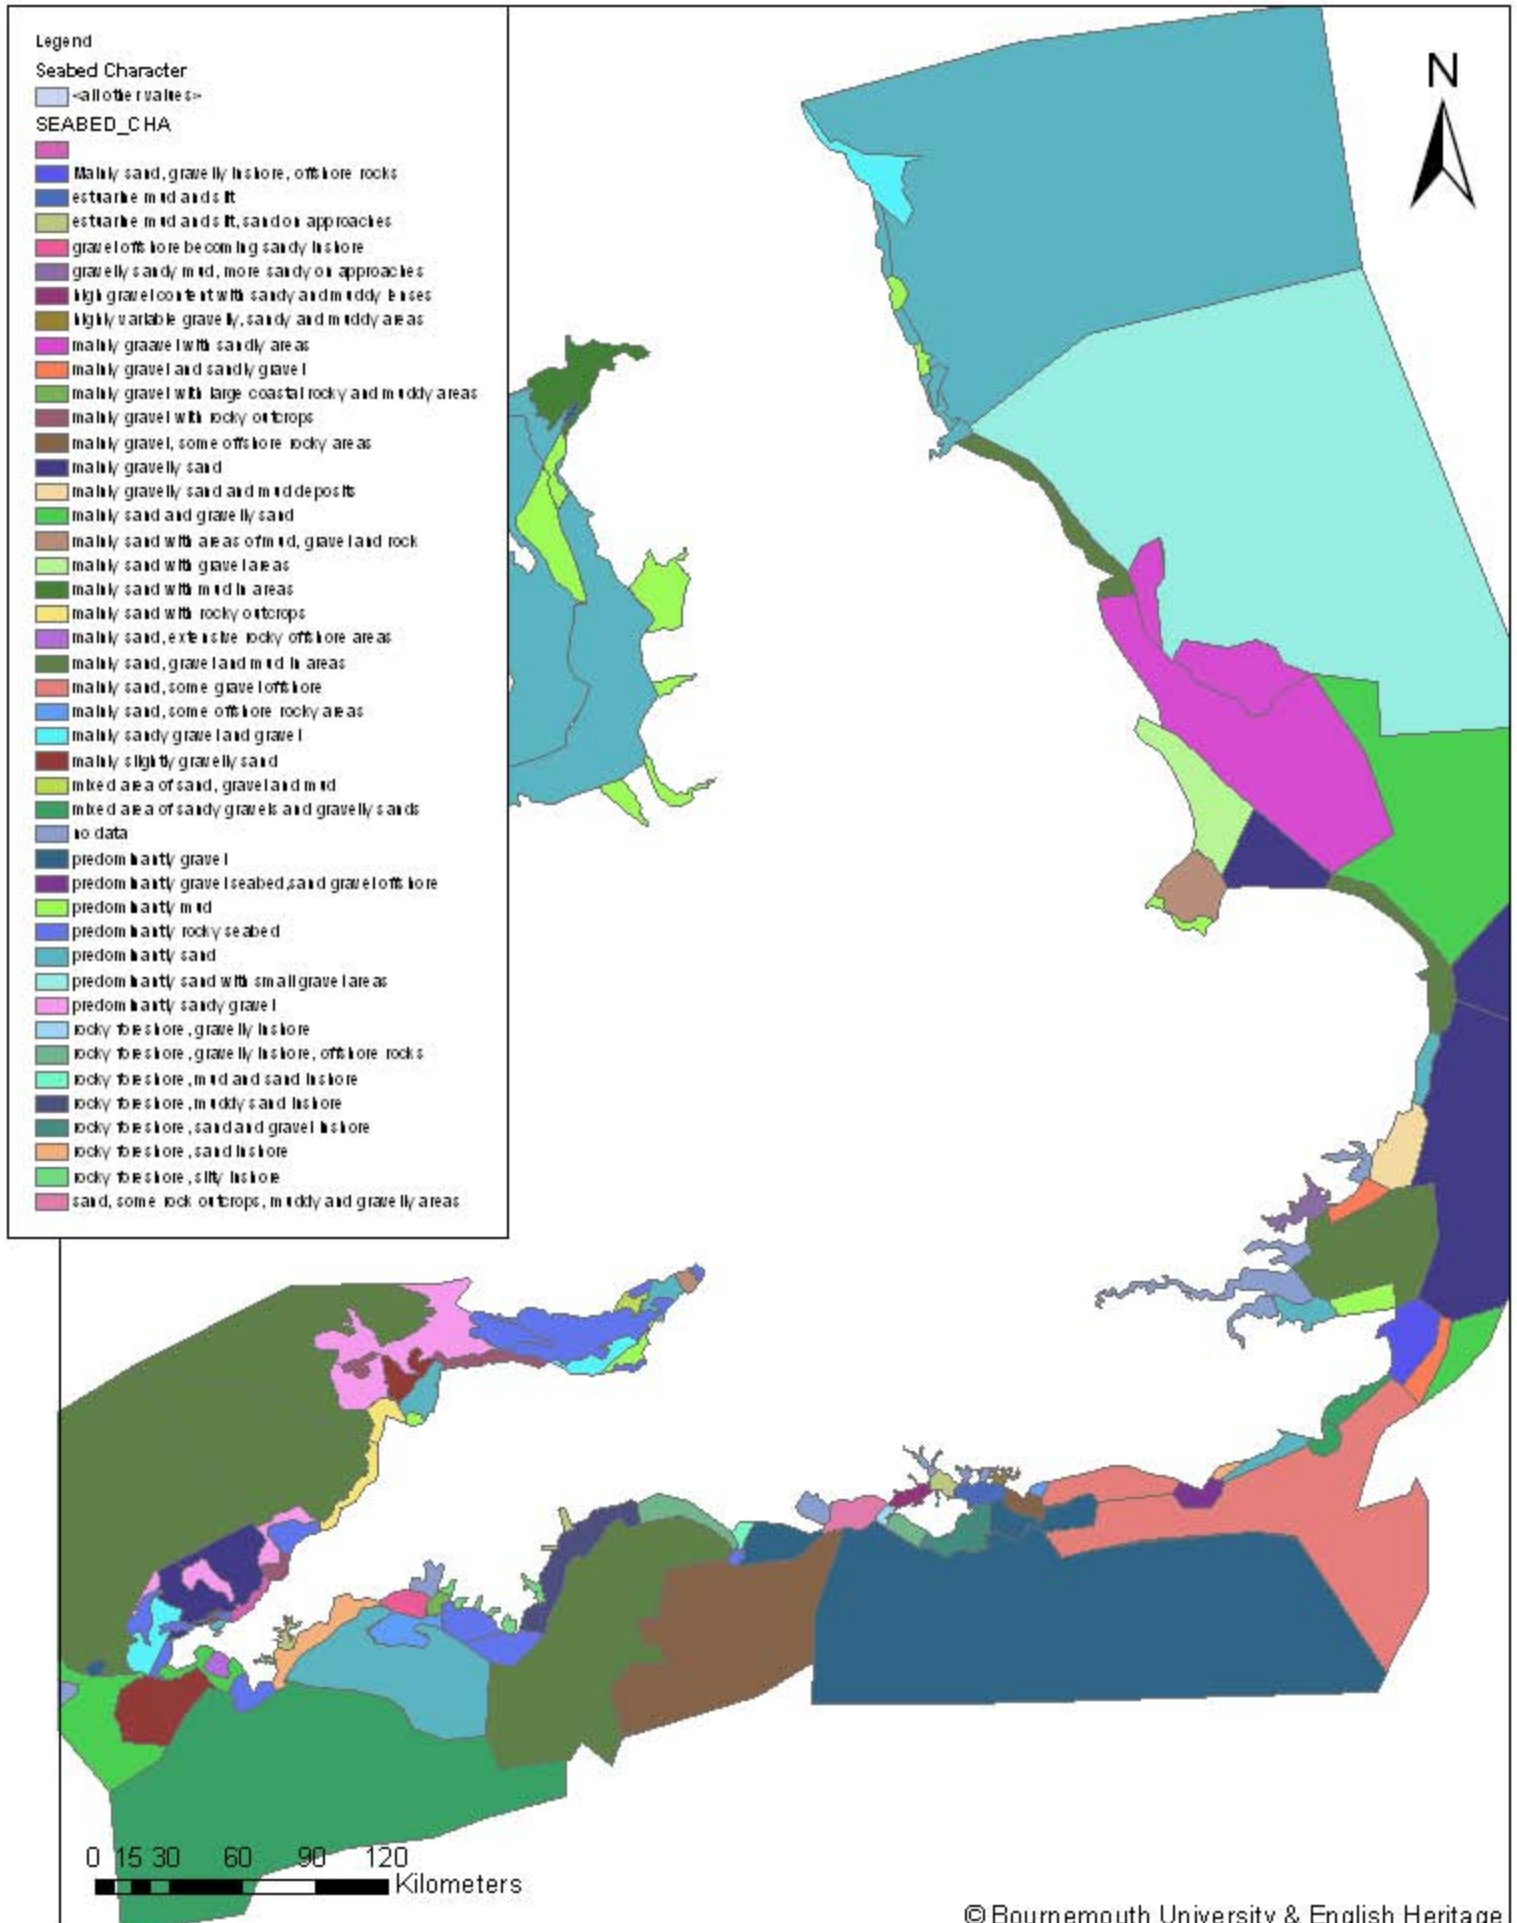 Legend
Seabed Character
<all other values>
SEABED_CHA
Mainly sand, gravelly inshore, offshore rocks
estuarine mud and silt
estuarine mud and silt, sand on approaches
gravel offshore becoming sandy inshore
gravelly sandy mud, more sandy on approaches
high gravel content with sandy and muddy lenses
highly variable gravelly, sandy and muddy areas
mainly graavel with sandly areas
mainly gravel and sandly gravel
mainly gravel with large coastal rocky and muddy areas
mainly gravel with rocky outcrops
mainly gravel, some offshore rocky areas
mainly gravelly sand
mainly gravelly sand and mud deposits
mainly sand and gravelly sand
mainly sand with areas of mud, gravel and rock
mainly sand with gravel areas
mainly sand with mud in areas
mainly sand with rocky outcrops
mainly sand, extensive rocky offshore areas
mainly sand, gravel and mud in areas
mainly sand, some gravel offshore
mainly sand, some offshore rocky areas
mainly sandy gravel and gravel
mainly slightly gravelly sand
mixed area of sand, gravel and mud
mixed area of sandy gravels and gravelly sands
no data
predominantly gravel
predominantly gravel seabed,sand gravel offshore
predominantly mud
predominantly rocky seabed
predominantly sand
predominantly sand with small gravel areas
predominantly sandy gravel
rocky foreshore, gravelly inshore
rocky foreshore, gravelly inshore, offshore rocks
rocky foreshore, mud and sand inshore
rocky foreshore, muddy sand inshore
rocky foreshore, sand and gravel inshore
rocky foreshore, sand inshore
rocky foreshore, silty inshore
sand, some rock outcrops, muddy and gravelly areas
N
0 15 30 60 90 120
Kilometers
© Bournemouth University & English Heritage